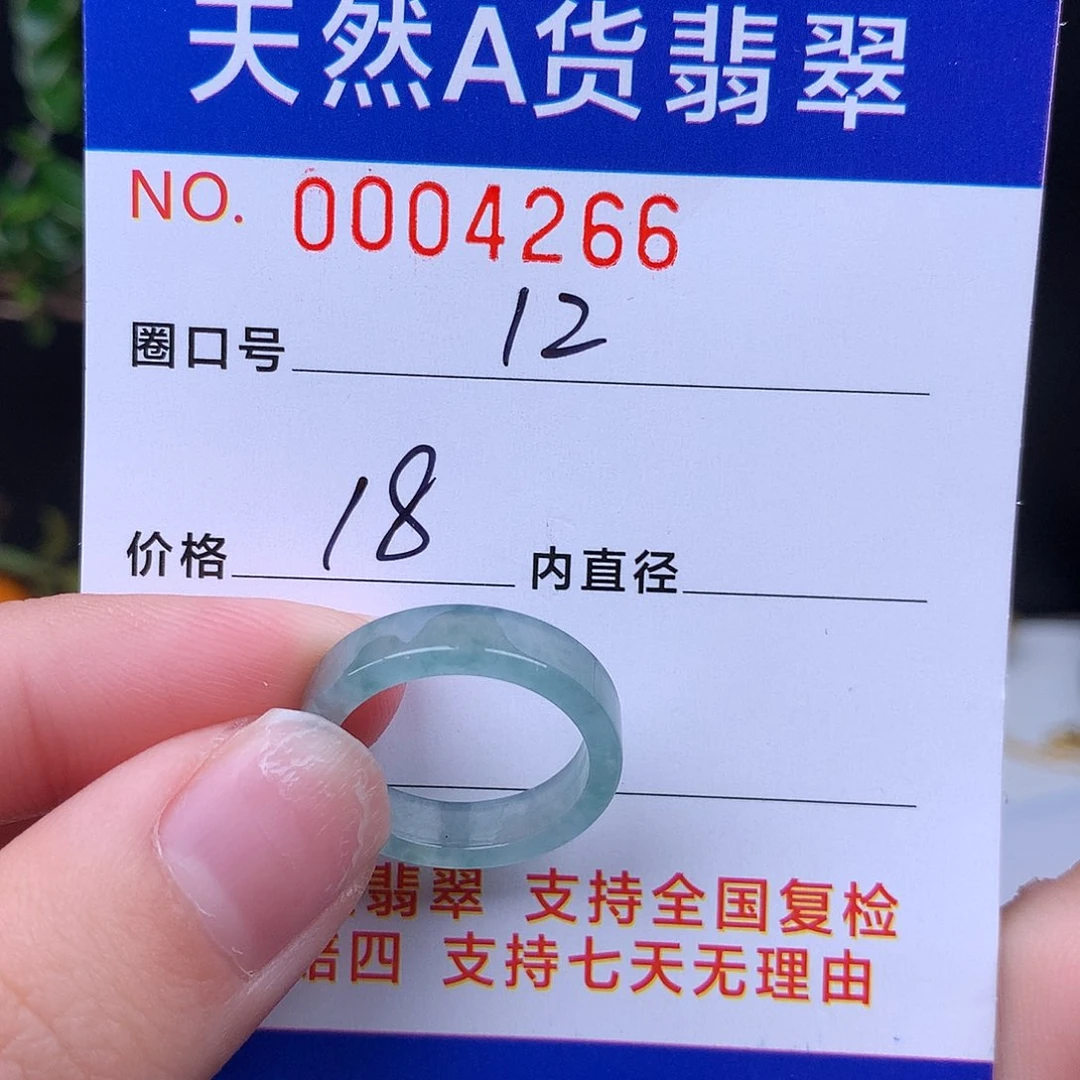 天然A货翡翠
NO. 0004266
圈口号 12
价格 18 内直径
翡翠 支持全国复检
四 支持七天无理由